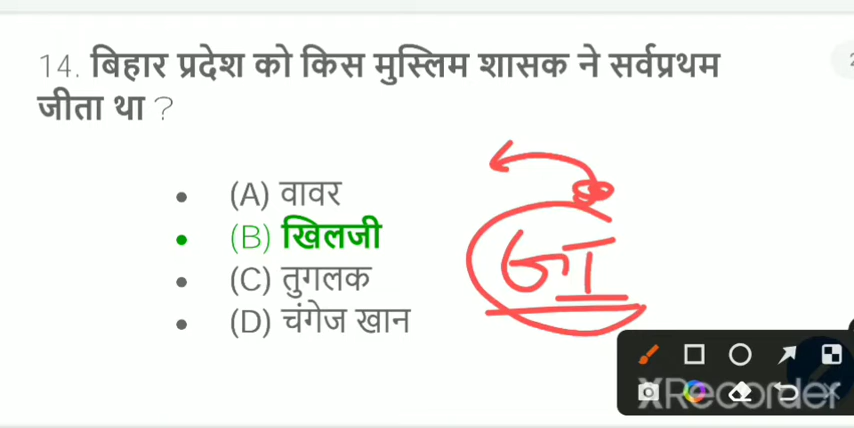 14. बिहार प्रदेश को किस मुस्लिम शासक ने सर्वप्रथम
जीता था ?
(A) वावर
(B) खिलजी
(C) तुगलक
(D) चंगेज खान
XRecorder